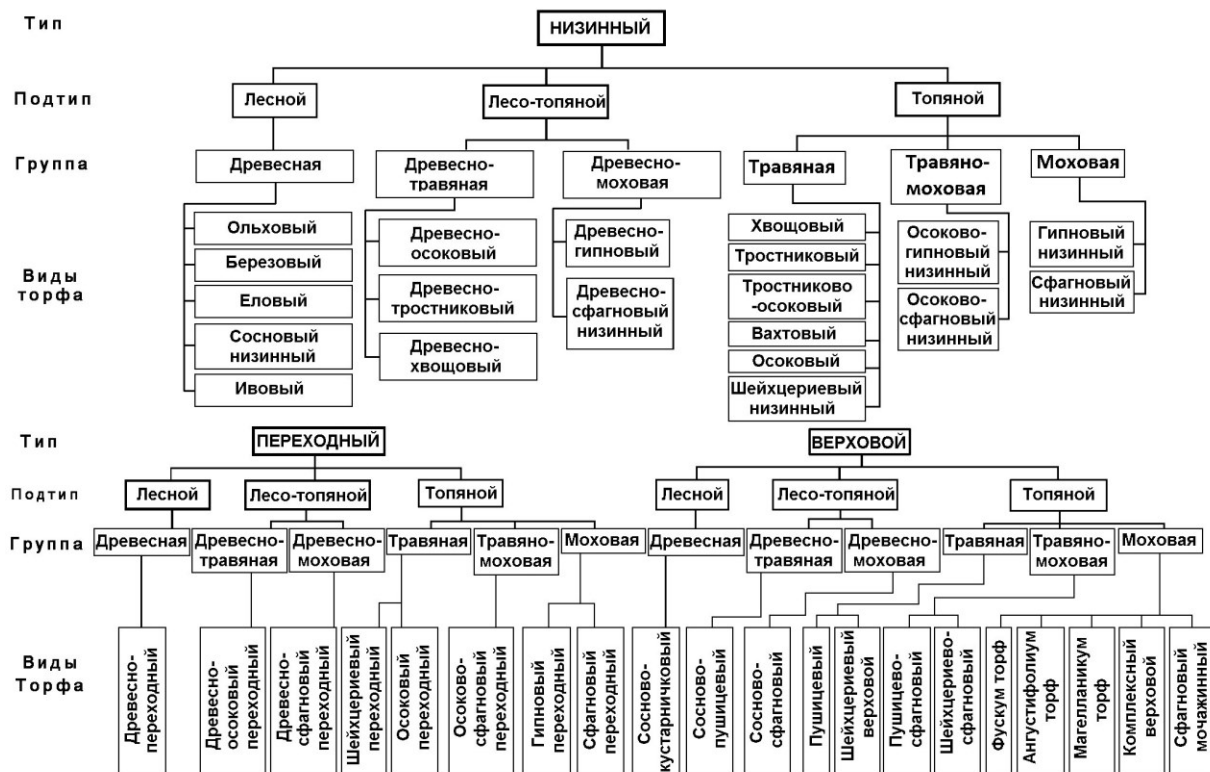 Тип
НИЗИННЫЙ
Подтип
Лесной
Лесо-топяной
Топяной
Группа
Древесная
Древесно-
травяная
Древесно-
моховая
Травяная
Травяно-
моховая
Моховая
Виды
торфа
Ольховый
Березовый
Еловый
Сосновый
низинный
Ивовый
Древесно-
осоковый
Древесно-
тростниковый
Древесно-
хвощовый
Древесно-
гипновый
Древесно-
сфагновый
низинный
Хвощовый
Тростниковый
Тростниково
-осоковый
Вахтовый
Осоковый
Шейхцериевый
низинный
Осоково-
гипновый
низинный
Осоково-
сфагновый
низинный
Гипновый
низинный
Сфагновый
низинный
Тип
ПЕРЕХОДНЫЙ
ВЕРХОВОЙ
Подтип
Лесной
Лесо-топяной
Топяной
Лесной
Лесо-топяной
Топяной
Группа
Древесная
Древесно-
травяная
Древесно-
моховая
Травяная
Травяно-
моховая
Моховая
Древесная
Древесно-
травяная
Древесно-
моховая
Травяная
Травяно-
моховая
Моховая
Виды
Торфа
Древесно-
переходный
Древесно-
осоковый
переходный
Древесно-
сфагновый
переходный
Шейхцериевый
переходный
Осоковый
переходный
Осоково-
сфагновый
переходный
Гипновый
переходный
Сфагновый
переходный
Сосново-
кустарничковый
Сосново-
пушицевый
Сосново-
сфагновый
Пушицевый
Шейхцериевый
верховой
Пушицево-
сфагновый
Шейхцериево-
сфагновый
Фускум торф
Ангустифолиум
торф
Магелланикум
торф
Комплексный
верховой
Сфагновый
мочажинный